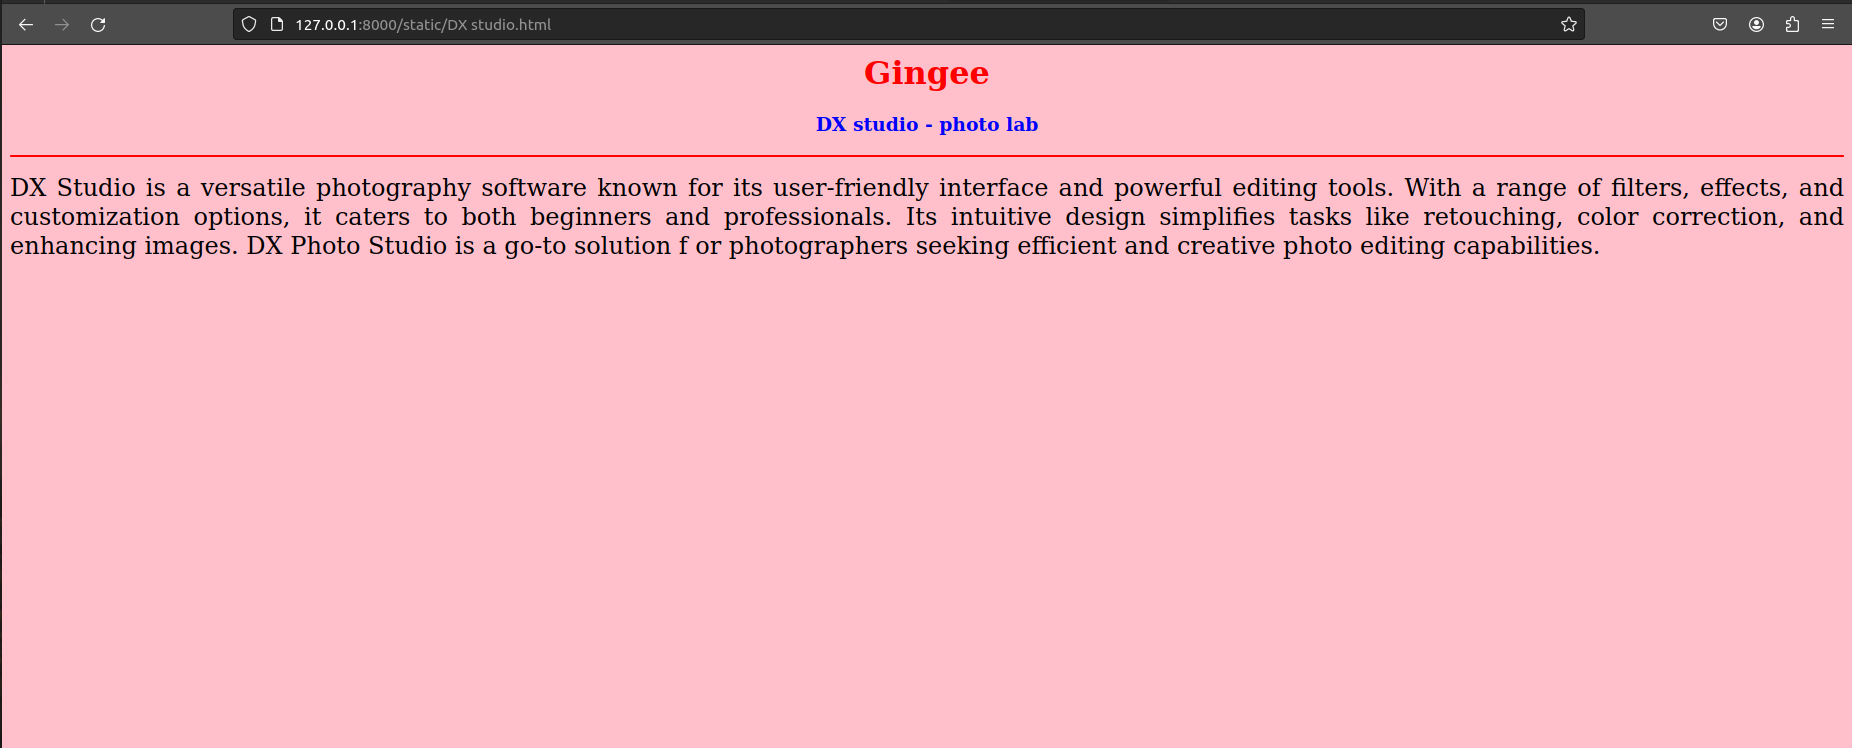 127.0.0.1:8000/static/DX studio.html
Gingee
DX studio - photo lab
DX Studio is a versatile photography software known for its user-friendly interface and powerful editing tools. With a range of filters, effects, and
customization options, it caters to both beginners and professionals. Its intuitive design simplifies tasks like retouching, color correction, and
enhancing images. DX Photo Studio is a go-to solution f or photographers seeking efficient and creative photo editing capabilities.